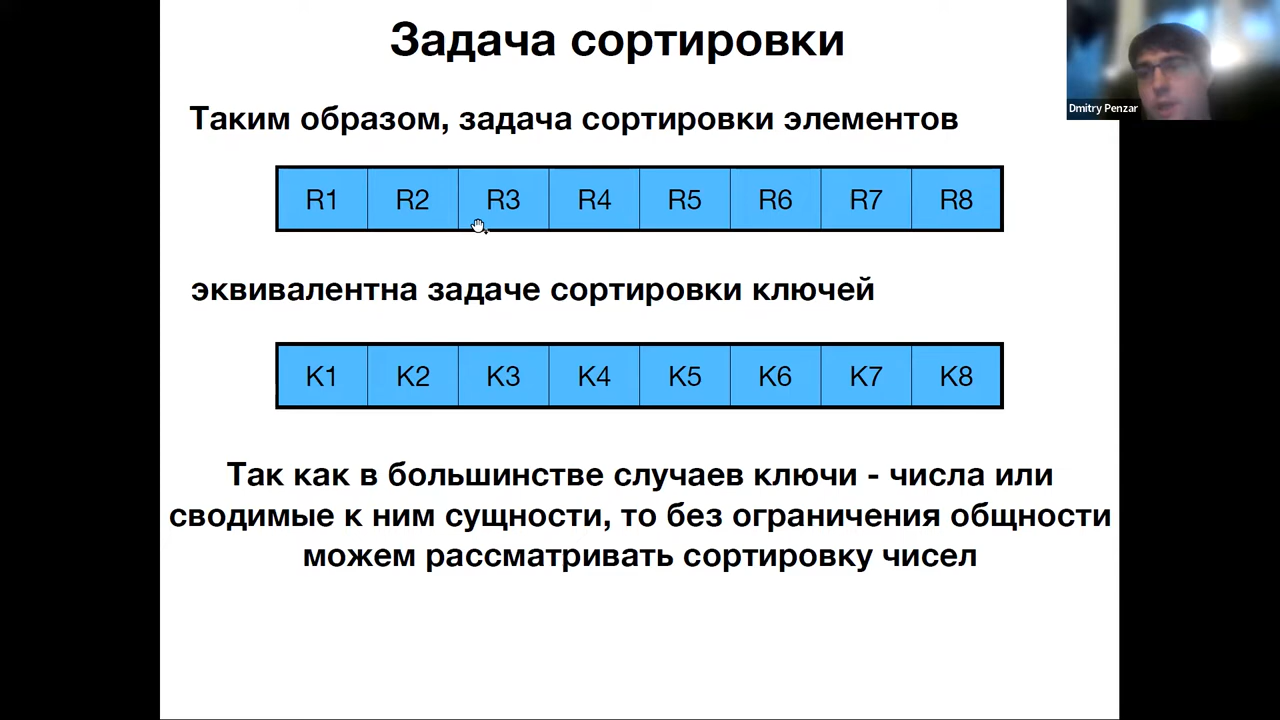 Задача сортировки
Dmitry Penzar
Таким образом, задача сортировки элементов
R1 R2 R3 R4 R5 R6 R7 R8
эквивалентна задаче сортировки ключей
K1 K2 K3 K4 K5 K6 K7 K8
Так как в большинстве случаев ключи - числа или
сводимые к ним сущности, то без ограничения общности
можем рассматривать сортировку чисел